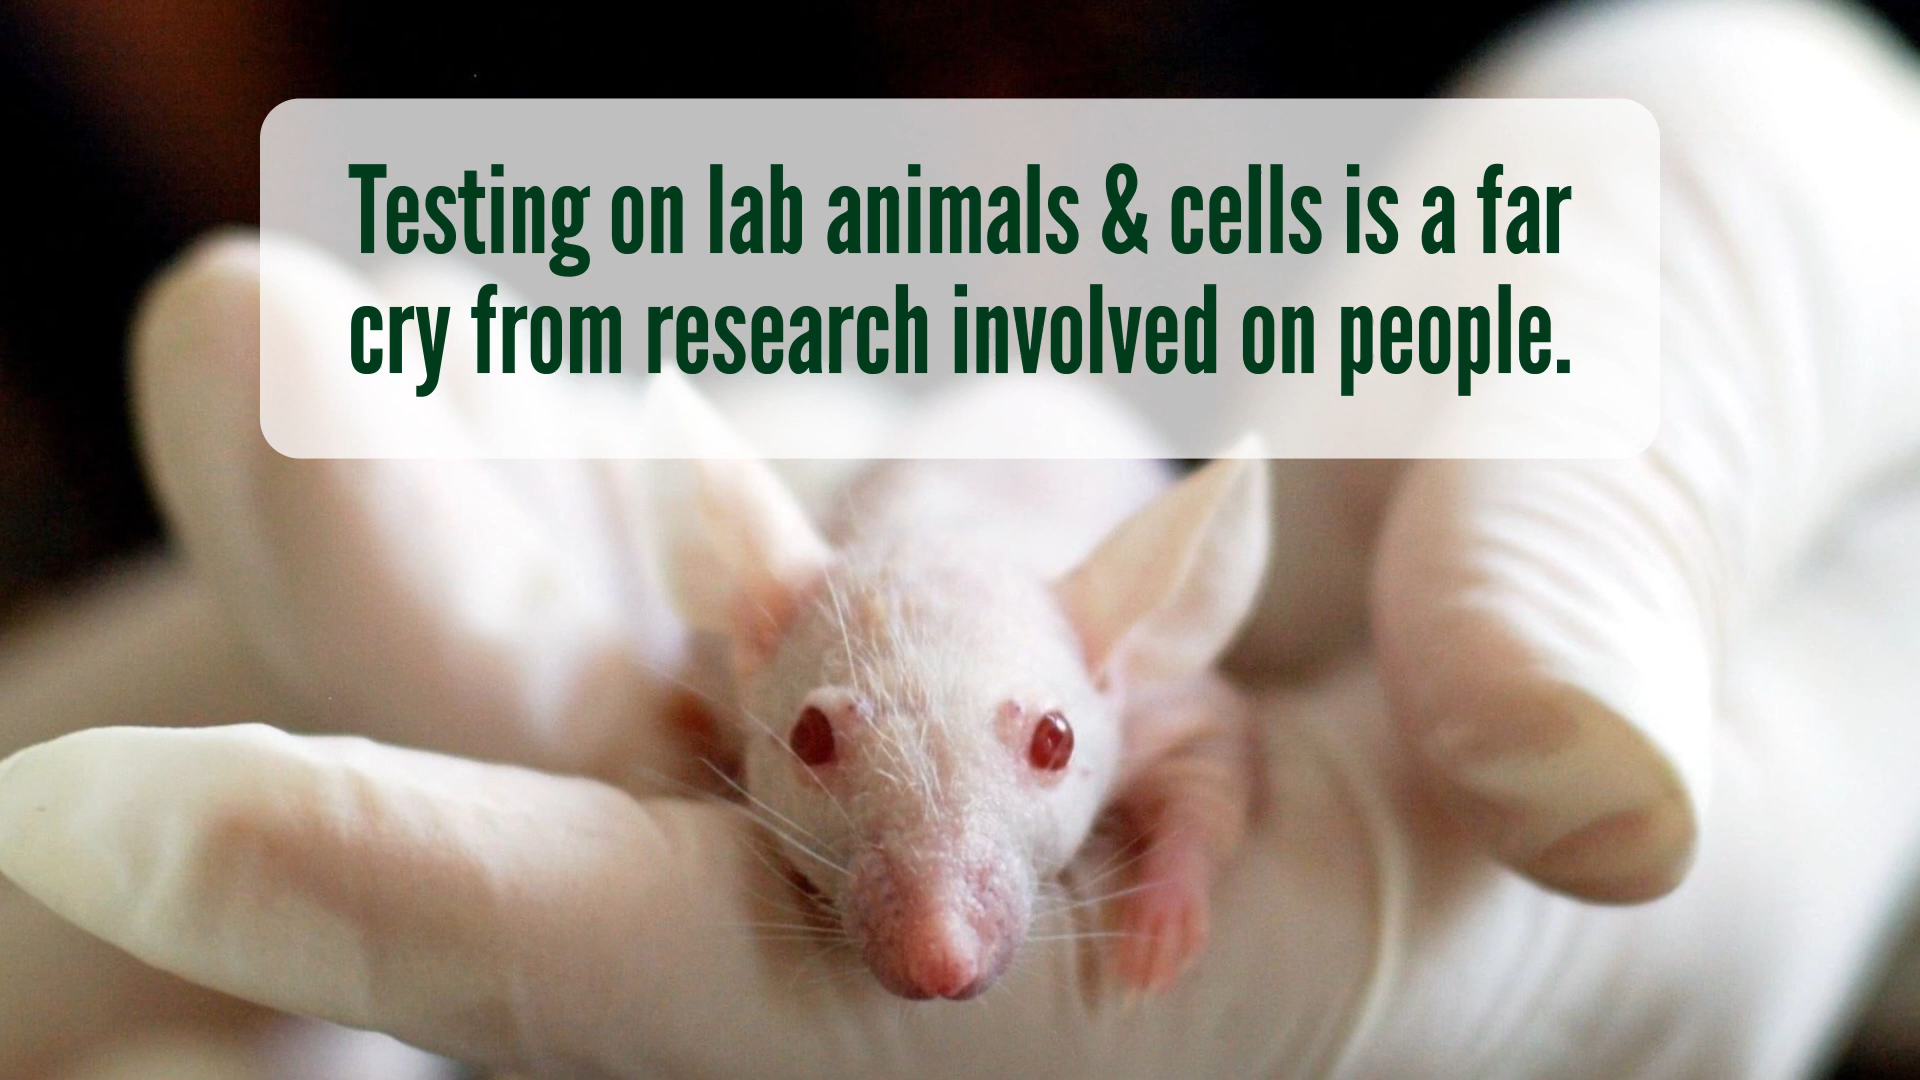 Testing on lab animals & cells is a far
cry from research involved on people.